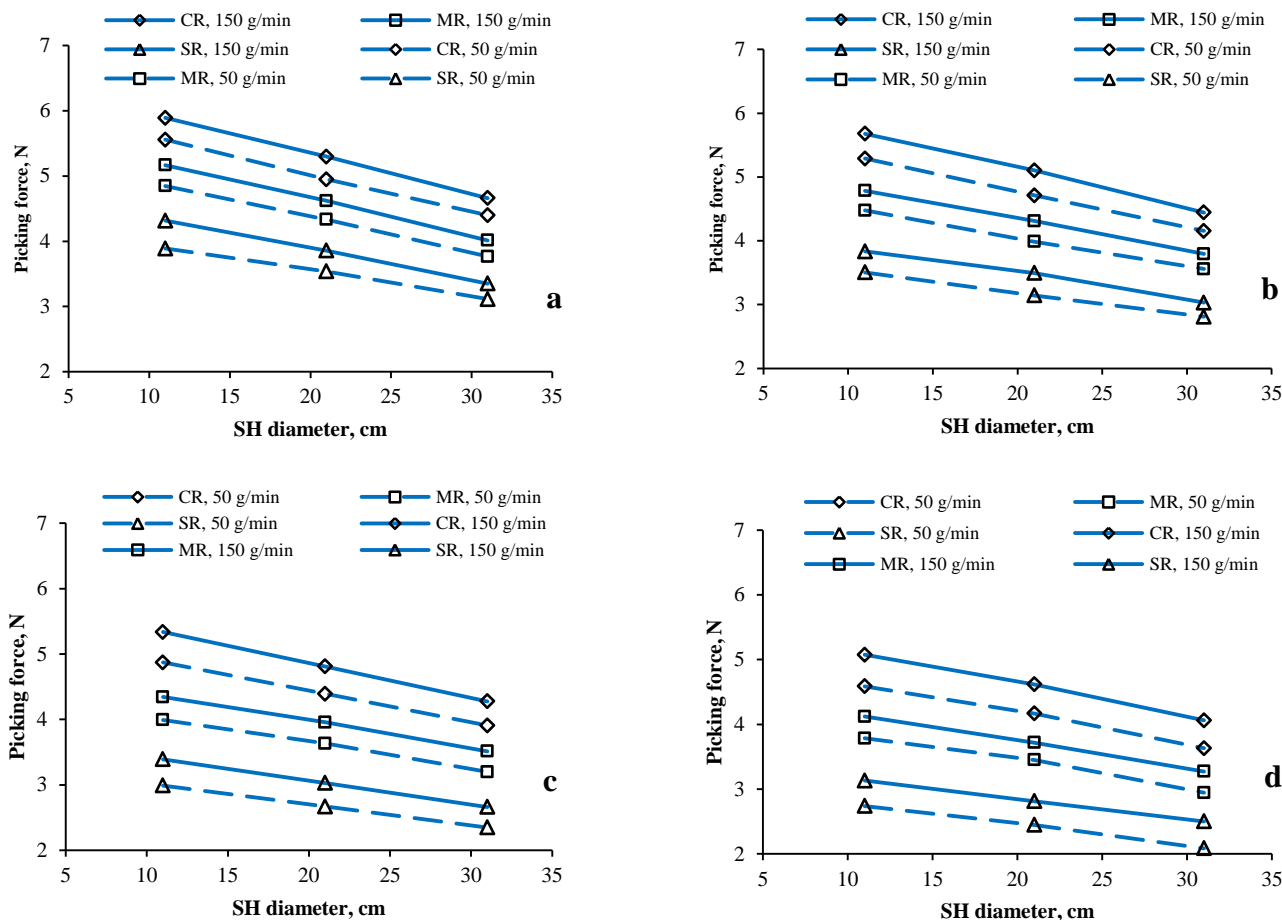 CR, 150 g/min MR, 150 g/min
SR, 150 g/min CR, 50 g/min
MR, 50 g/min SR, 50 g/min
7
6
5
4
3
2
Picking force, N
5 10 15 20 25 30 35
SH diameter, cm
a
CR, 150 g/min MR, 150 g/min
SR, 150 g/min CR, 50 g/min
MR, 50 g/min SR, 50 g/min
7
6
5
4
3
2
Picking force, N
5 10 15 20 25 30 35
SH diameter, cm
b
CR, 50 g/min MR, 50 g/min
SR, 50 g/min CR, 150 g/min
MR, 150 g/min SR, 150 g/min
7
6
5
4
3
2
Picking force, N
5 10 15 20 25 30 35
SH diameter, cm
c
CR, 50 g/min MR, 50 g/min
SR, 50 g/min CR, 150 g/min
MR, 150 g/min SR, 150 g/min
7
6
5
4
3
2
Picking force, N
5 10 15 20 25 30 35
SH diameter, cm
d